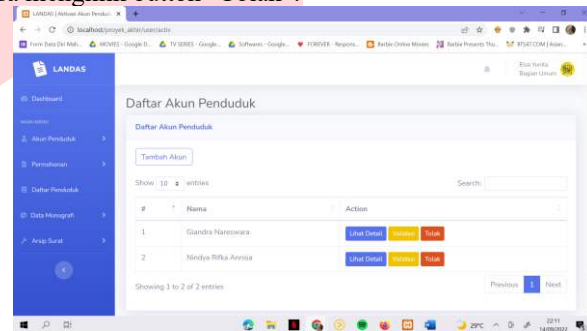 LANDAS | Aktivasi Akun Pendud
localhost/proyek_akhir/user/activ
Form Data Diri Mah...
MOVIES - Google D...
TV SERIES - Google...
Softwares - Google...
FOREVER - Respons...
Barbie Online Movies
Barbie Presents Thu...
LANDAS
Elsa Yunita
Bagian Umum
Dashboard
Daftar Akun Penduduk
Daftar Akun Penduduk
Akun Penduduk
Tambah Akun
Permohonan
Show 10 entries
Search:
Daftar Penduduk
# Nama Action
Data Monografi
1 Giandra Nareswara Lihat Detail Validasi Tolak
Arsip Surat
2 Nindya Rifka Annisa Lihat Detail Validasi Tolak
Showing 1 to 2 of 2 entries
Previous 1 Next
29°C
22:11
14/09/2022